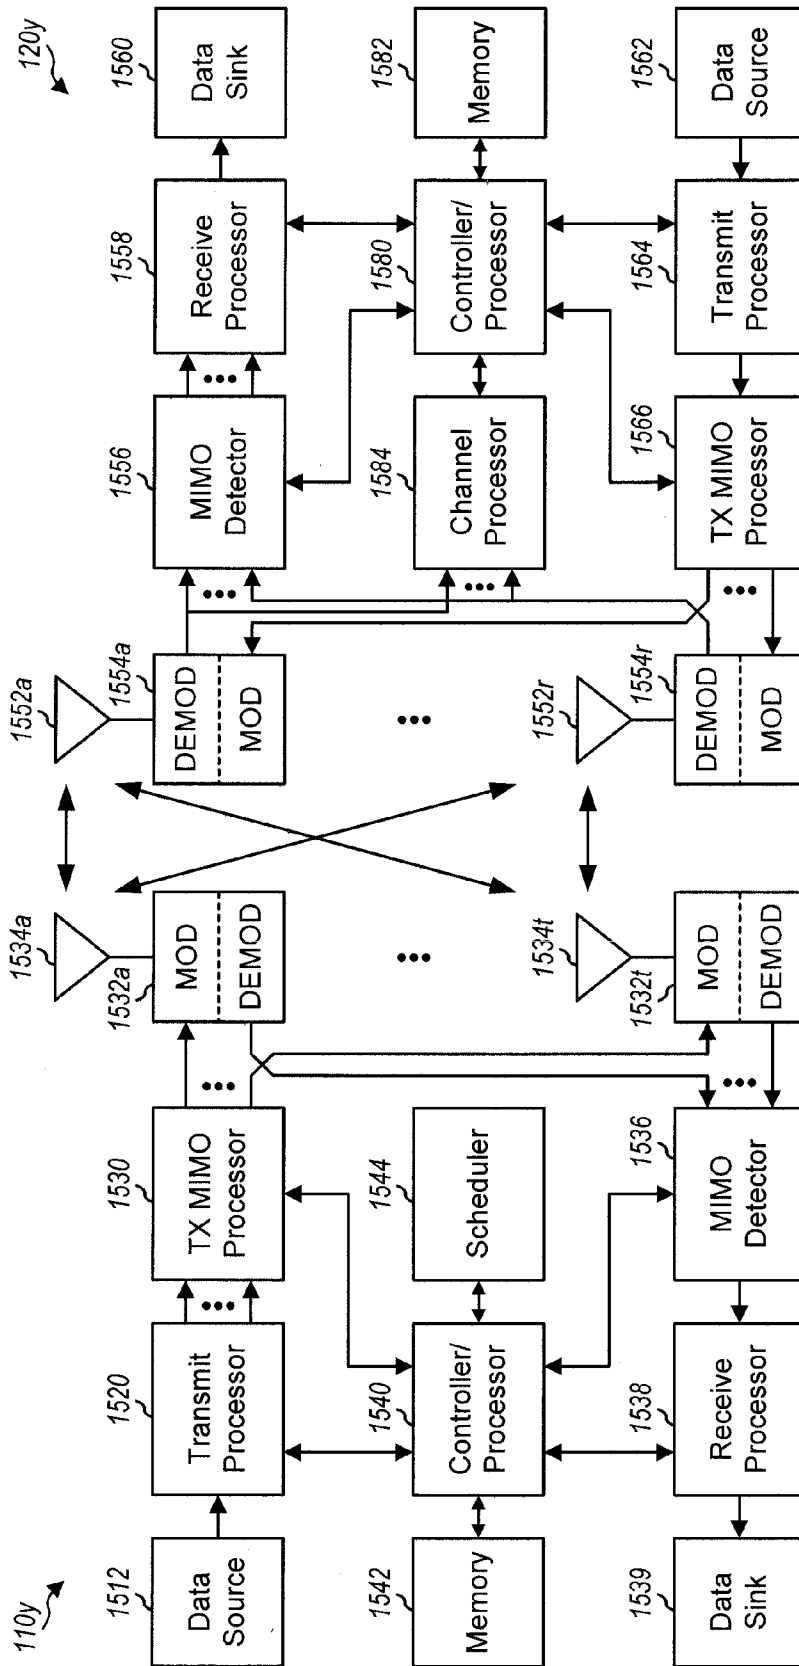 110y
120y
1512
Data
Source
1520
Transmit
Processor
1530
TX MIMO
Processor
1532a
MOD
DEMOD
1534a
1552a
1554a
DEMOD
MOD
1556
MIMO
Detector
1558
Receive
Processor
1560
Data
Sink
1542
Memory
1540
Controller/
Processor
1544
Scheduler
1584
Channel
Processor
1580
Controller/
Processor
1582
Memory
1539
Data
Sink
1538
Receive
Processor
1536
MIMO
Detector
1532t
MOD
DEMOD
1534t
1552r
1554r
DEMOD
MOD
1566
TX MIMO
Processor
1564
Transmit
Processor
1562
Data
Source